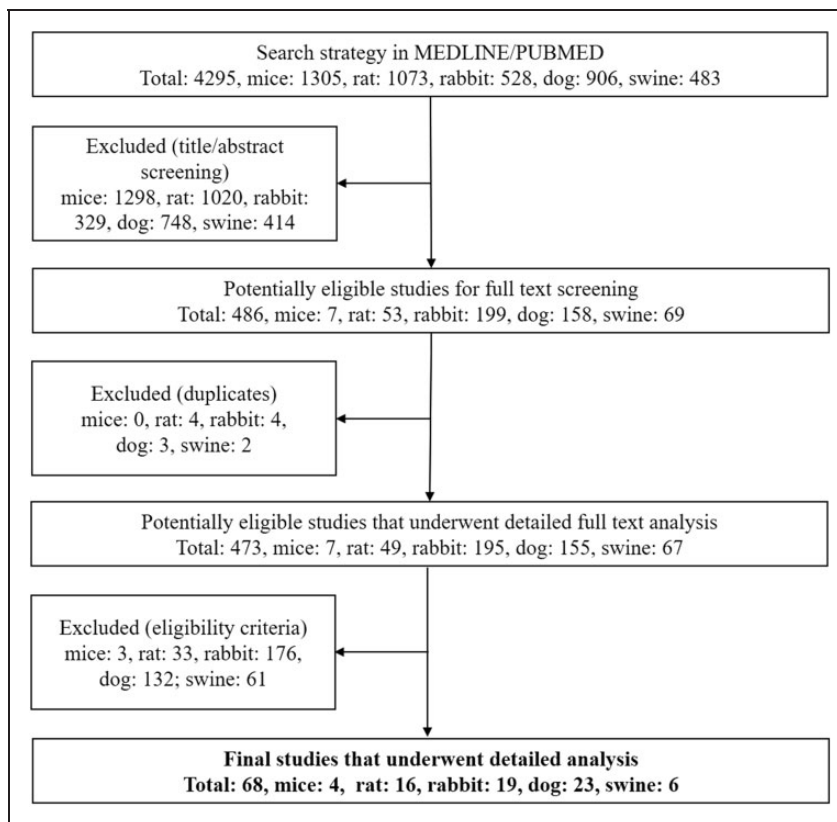 Search strategy in MEDLINE/PUBMED
Total: 4295, mice: 1305, rat: 1073, rabbit: 528, dog: 906, swine: 483
Excluded (title/abstract
screening)
mice: 1298, rat: 1020, rabbit:
329, dog: 748, swine: 414
Potentially eligible studies for full text screening
Total: 486, mice: 7, rat: 53, rabbit: 199, dog: 158, swine: 69
Excluded (duplicates)
mice: 0, rat: 4, rabbit: 4,
dog: 3, swine: 2
Potentially eligible studies that underwent detailed full text analysis
Total: 473, mice: 7, rat: 49, rabbit: 195, dog: 155, swine: 67
Excluded (eligibility criteria)
mice: 3, rat: 33, rabbit: 176,
dog: 132; swine: 61
Final studies that underwent detailed analysis
Total: 68, mice: 4, rat: 16, rabbit: 19, dog: 23, swine: 6